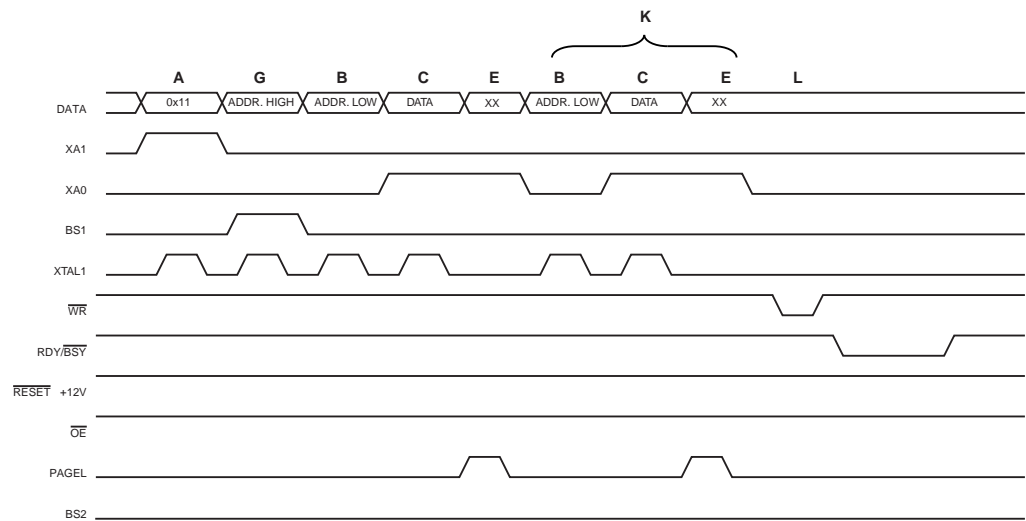 K
A G B C E B C E L
DATA 0x11 ADDR. HIGH ADDR. LOW DATA XX ADDR. LOW DATA XX
XA1
XA0
BS1
XTAL1
WR
RDY/BSY
RESET +12V
OE
PAGEL
BS2